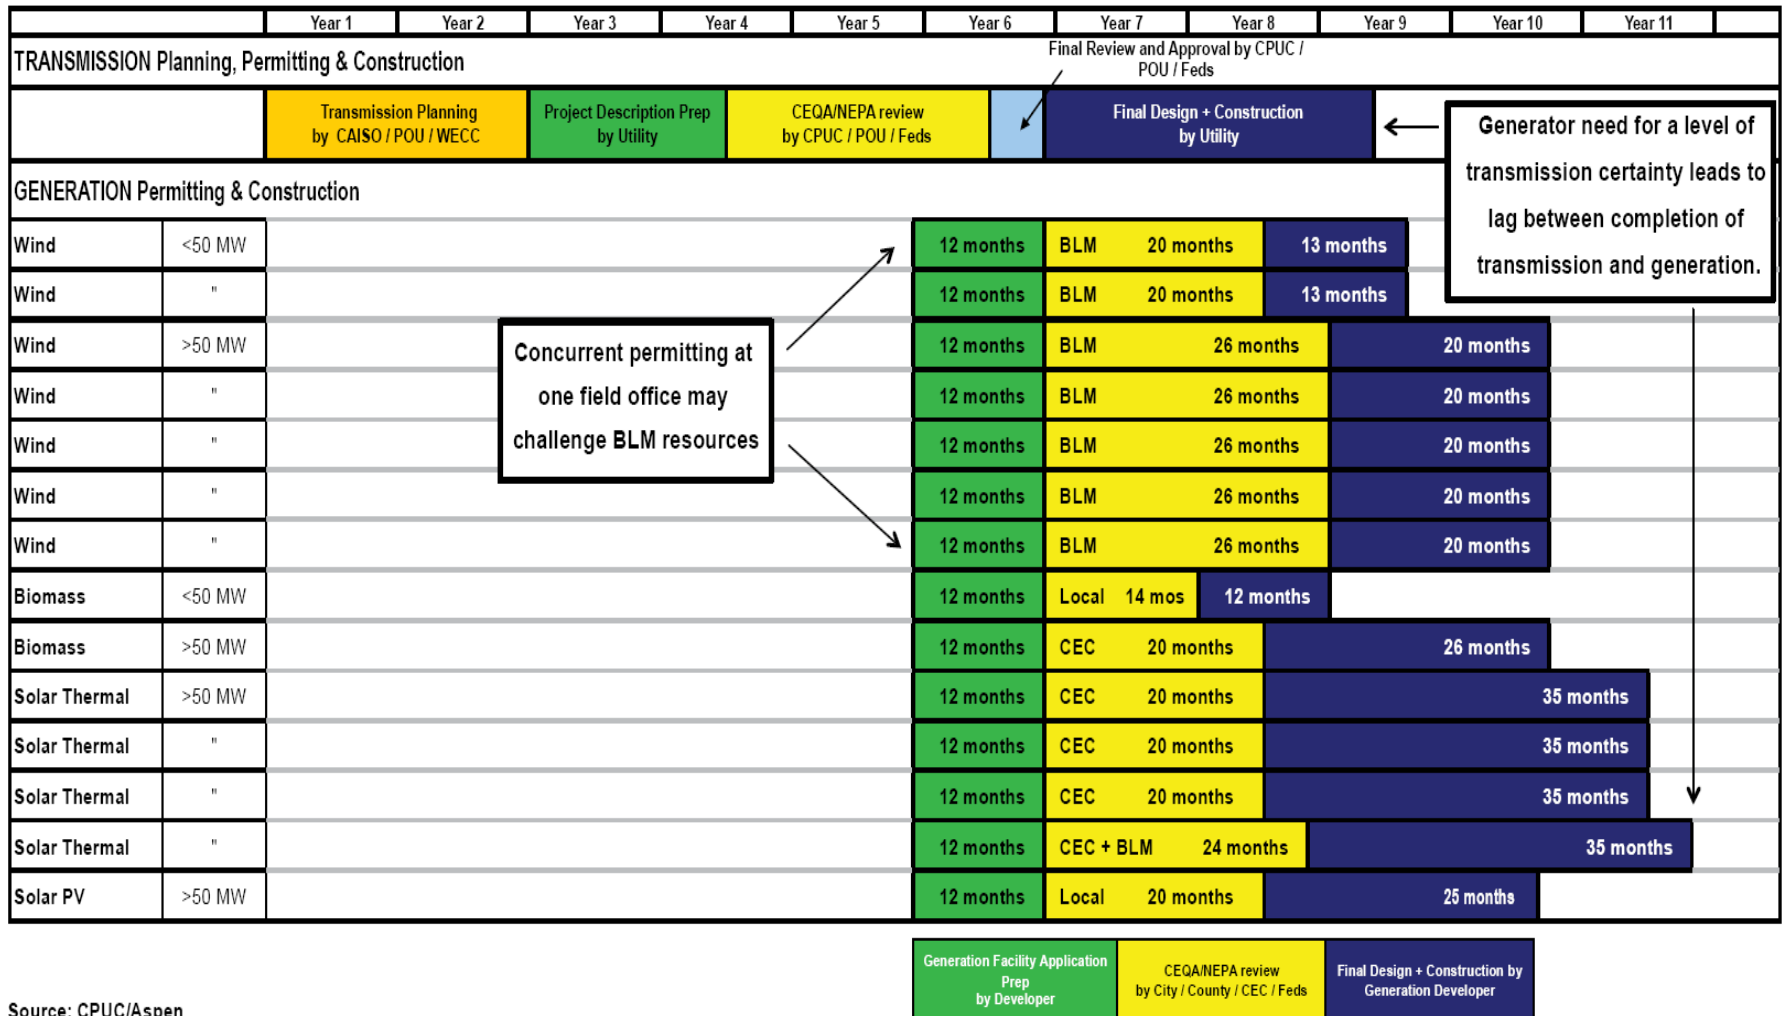 Year 1 Year 2 Year 3 Year 4 Year 5 Year 6 Year 7 Year 8 Year 9 Year 10 Year 11
TRANSMISSION Planning, Permitting & Construction
Final Review and Approval by CPUC /
POU / Feds
Transmission Planning
by CAISO / POU / WECC
Project Description Prep
by Utility
CEQA/NEPA review
by CPUC / POU / Feds
Final Design + Construction
by Utility
Generator need for a level of
transmission certainty leads to
lag between completion of
transmission and generation.
GENERATION Permitting & Construction
Wind <50 MW 12 months BLM 20 months 13 months
Wind " 12 months BLM 20 months 13 months
Wind >50 MW 12 months BLM 26 months 20 months
Wind " 12 months BLM 26 months 20 months
Wind " 12 months BLM 26 months 20 months
Wind " 12 months BLM 26 months 20 months
Wind " 12 months BLM 26 months 20 months
Concurrent permitting at
one field office may
challenge BLM resources
Biomass <50 MW 12 months Local 14 mos 12 months
Biomass >50 MW 12 months CEC 20 months 26 months
Solar Thermal >50 MW 12 months CEC 20 months 35 months
Solar Thermal " 12 months CEC 20 months 35 months
Solar Thermal " 12 months CEC 20 months 35 months
Solar Thermal " 12 months CEC + BLM 24 months 35 months
Solar PV >50 MW 12 months Local 20 months 25 months
Generation Facility Application
Prep
by Developer
CEQA/NEPA review
by City / County / CEC / Feds
Final Design + Construction by
Generation Developer
Source: CPUC/Aspen